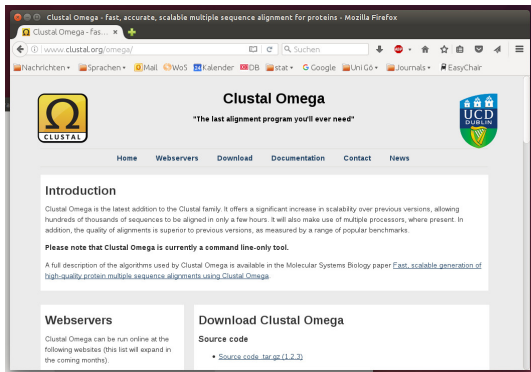 Clustal Omega - fast, accurate, scalable multiple sequence alignment for proteins - Mozilla Firefox
Clustal Omega - fas...
www.clustal.org/omega/
Suchen
Nachrichten Sprachen Mail WoS Kalender DB stat Google Uni G6 Journals EasyChair
Clustal Omega
"The last alignment program you'll ever need"
CLUSTAL
UCD
DUBLIN
Home Webservers Download Documentation Contact News
Introduction
Clustal Omega is the latest addition to the Clustal family. It offers a significant increase in scalability over previous versions, allowing
hundreds of thousands of sequences to be aligned in only a few hours. It will also make use of multiple processors, where present. In
addition, the quality of alignments is superior to previous versions, as measured by a range of popular benchmarks.
Please note that Clustal Omega is currently a command line-only tool.
A full description of the algorithms used by Clustal Omega is available in the Molecular Systems Biology paper Fast, scalable generation of
high-quality protein multiple sequence alignments using Clustal Omega.
Webservers
Clustal Omega can be run online at the
following websites (this list will expand in
the coming months).
Download Clustal Omega
Source code
• Source code .tar.gz (1.2.3)